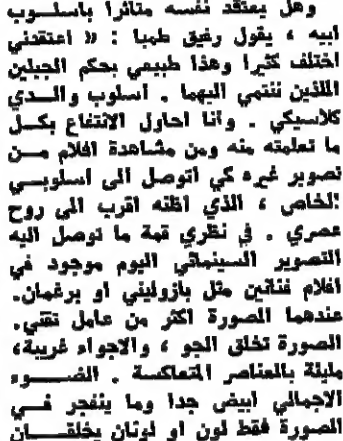 وهل يعتقد نفسه متأثرا باسلوب
ابيه ، يقول رفيق طميا : « اعتقدني
اختلف كثيرا وهذا طبيعي بحكم الجيلين
اللذين ننتمي اليهما . اسلوب والدي
كلاسيكي . وأنا احاول الانتفاع بكل
ما تعلمته منه ومن مشاهدة افلام من
تصوير غيره كي اتوصل الى اسلوبي
الخاص ، الذي اظنه اقرب الى روح
عصري . في نظري قمة ما توصل اليه
التصوير السينمائي اليوم موجود في
افلام فنانين مثل بازوليني او برغمان.
عندهما الصورة اكثر من عامل تقني.
الصورة تخلق الجو ، والاجواء غريبة،
مليئة بالعناصر المتعاكسة . الضوء
الاجمالي ابيض جدا وما ينفجر في
الصورة فقط لون او لونان يخلقان